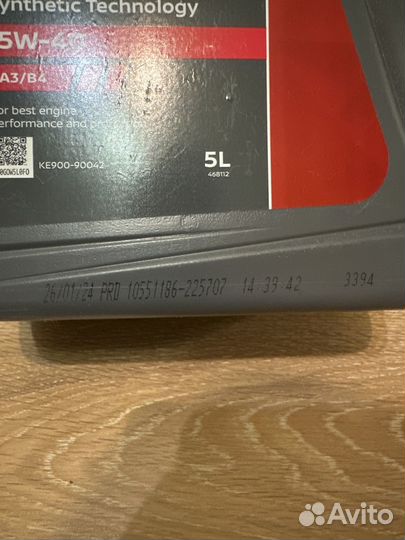 ynthetic Technology
5W-4
A3/B4
or best engine
erformance and pr
KE900-90042
5L
468112
26/01/24 PRD 10551186-225707 14 39 42 3394
Avito